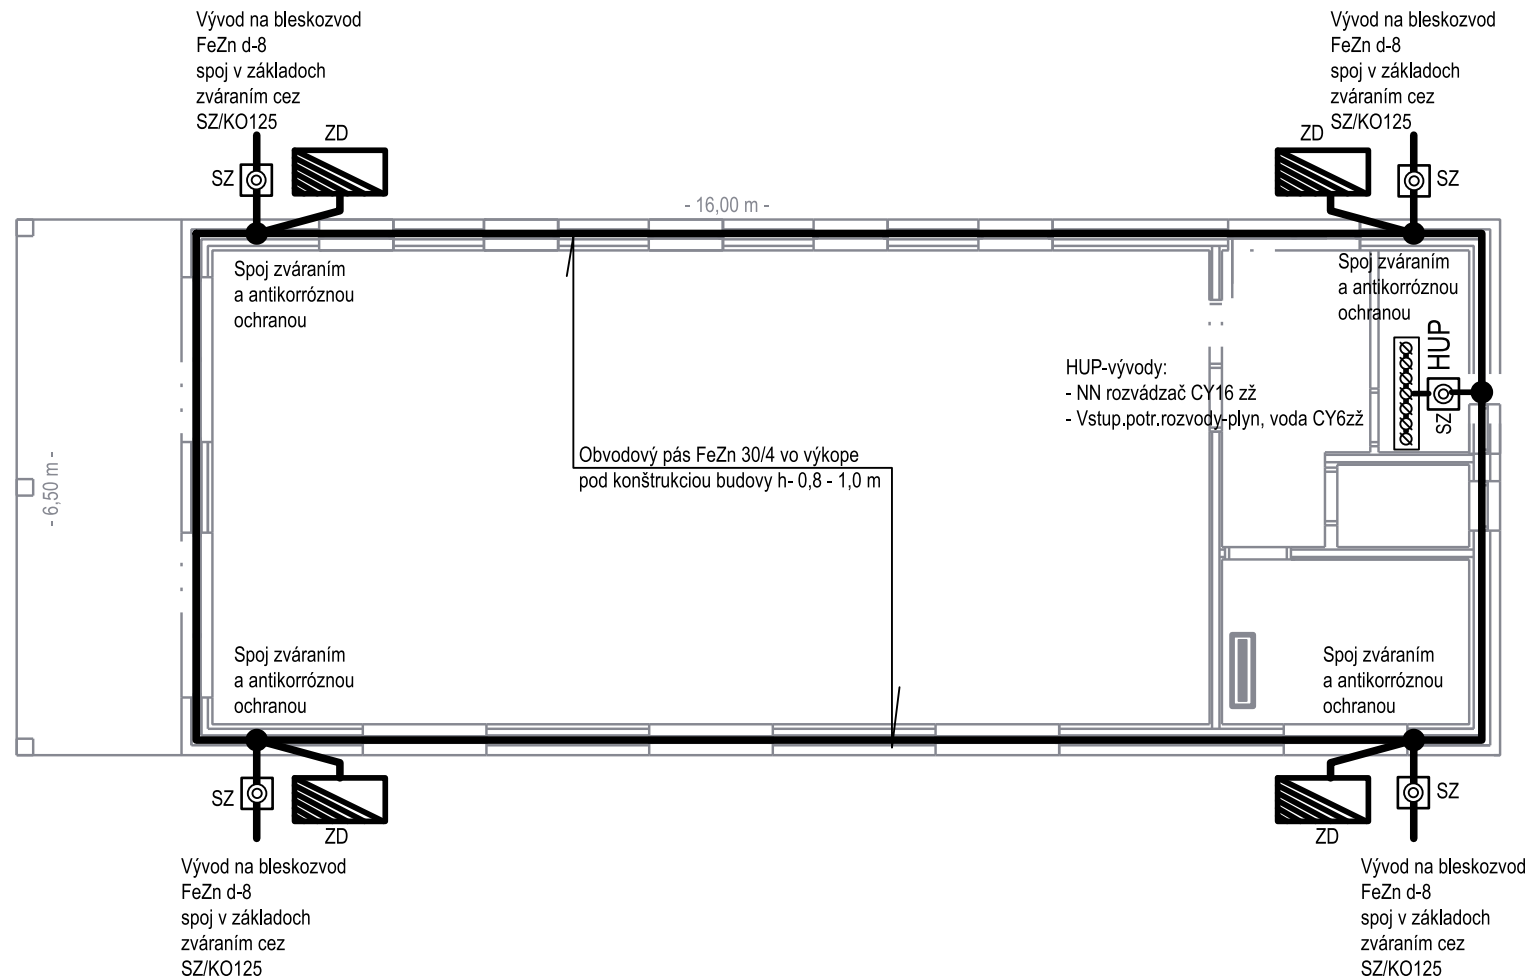 Vývod na bleskozvod
FeZn d-8
spoj v základoch
zváraním cez
SZ/KO125
ZD
SZ
Vývod na bleskozvod
FeZn d-8
spoj v základoch
zváraním cez
SZ/KO125
ZD
SZ
- 16,00 m -
Spoj zváraním
a antikorróznou
ochranou
Spoj zváraním
a antikorróznou
ochranou
HUP
SZ
HUP-vývody:
- NN rozvádzač CY16 zž
- Vstup.potr.rozvody-plyn, voda CY6zž
Obvodový pás FeZn 30/4 vo výkope
pod konštrukciou budovy h- 0,8 - 1,0 m
- 6,50 m -
Spoj zváraním
a antikorróznou
ochranou
Spoj zváraním
a antikorróznou
ochranou
SZ
ZD
Vývod na bleskozvod
FeZn d-8
spoj v základoch
zváraním cez
SZ/KO125
SZ
ZD
Vývod na bleskozvod
FeZn d-8
spoj v základoch
zváraním cez
SZ/KO125